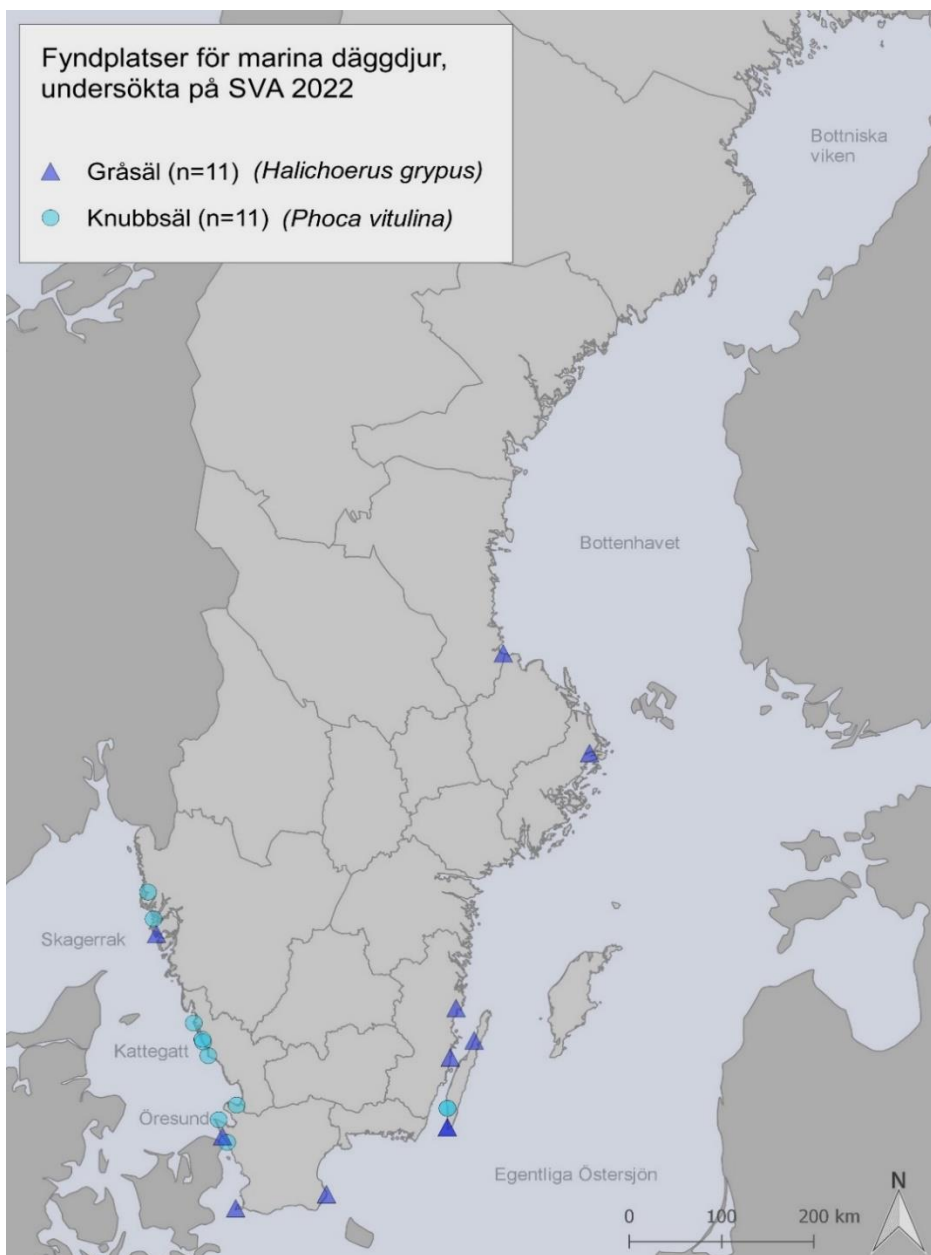 Fyndplatser för marina däggdjur,
undersökta på SVA 2022
Gråsäl (n=11) (Halichoerus grypus)
Knubbsäl (n=11) (Phoca vitulina)
Bottniska
viken
Bottenhavet
Skagerrak
Kattegatt
Öresund
Egentliga Östersjön
N
0 100 200 km